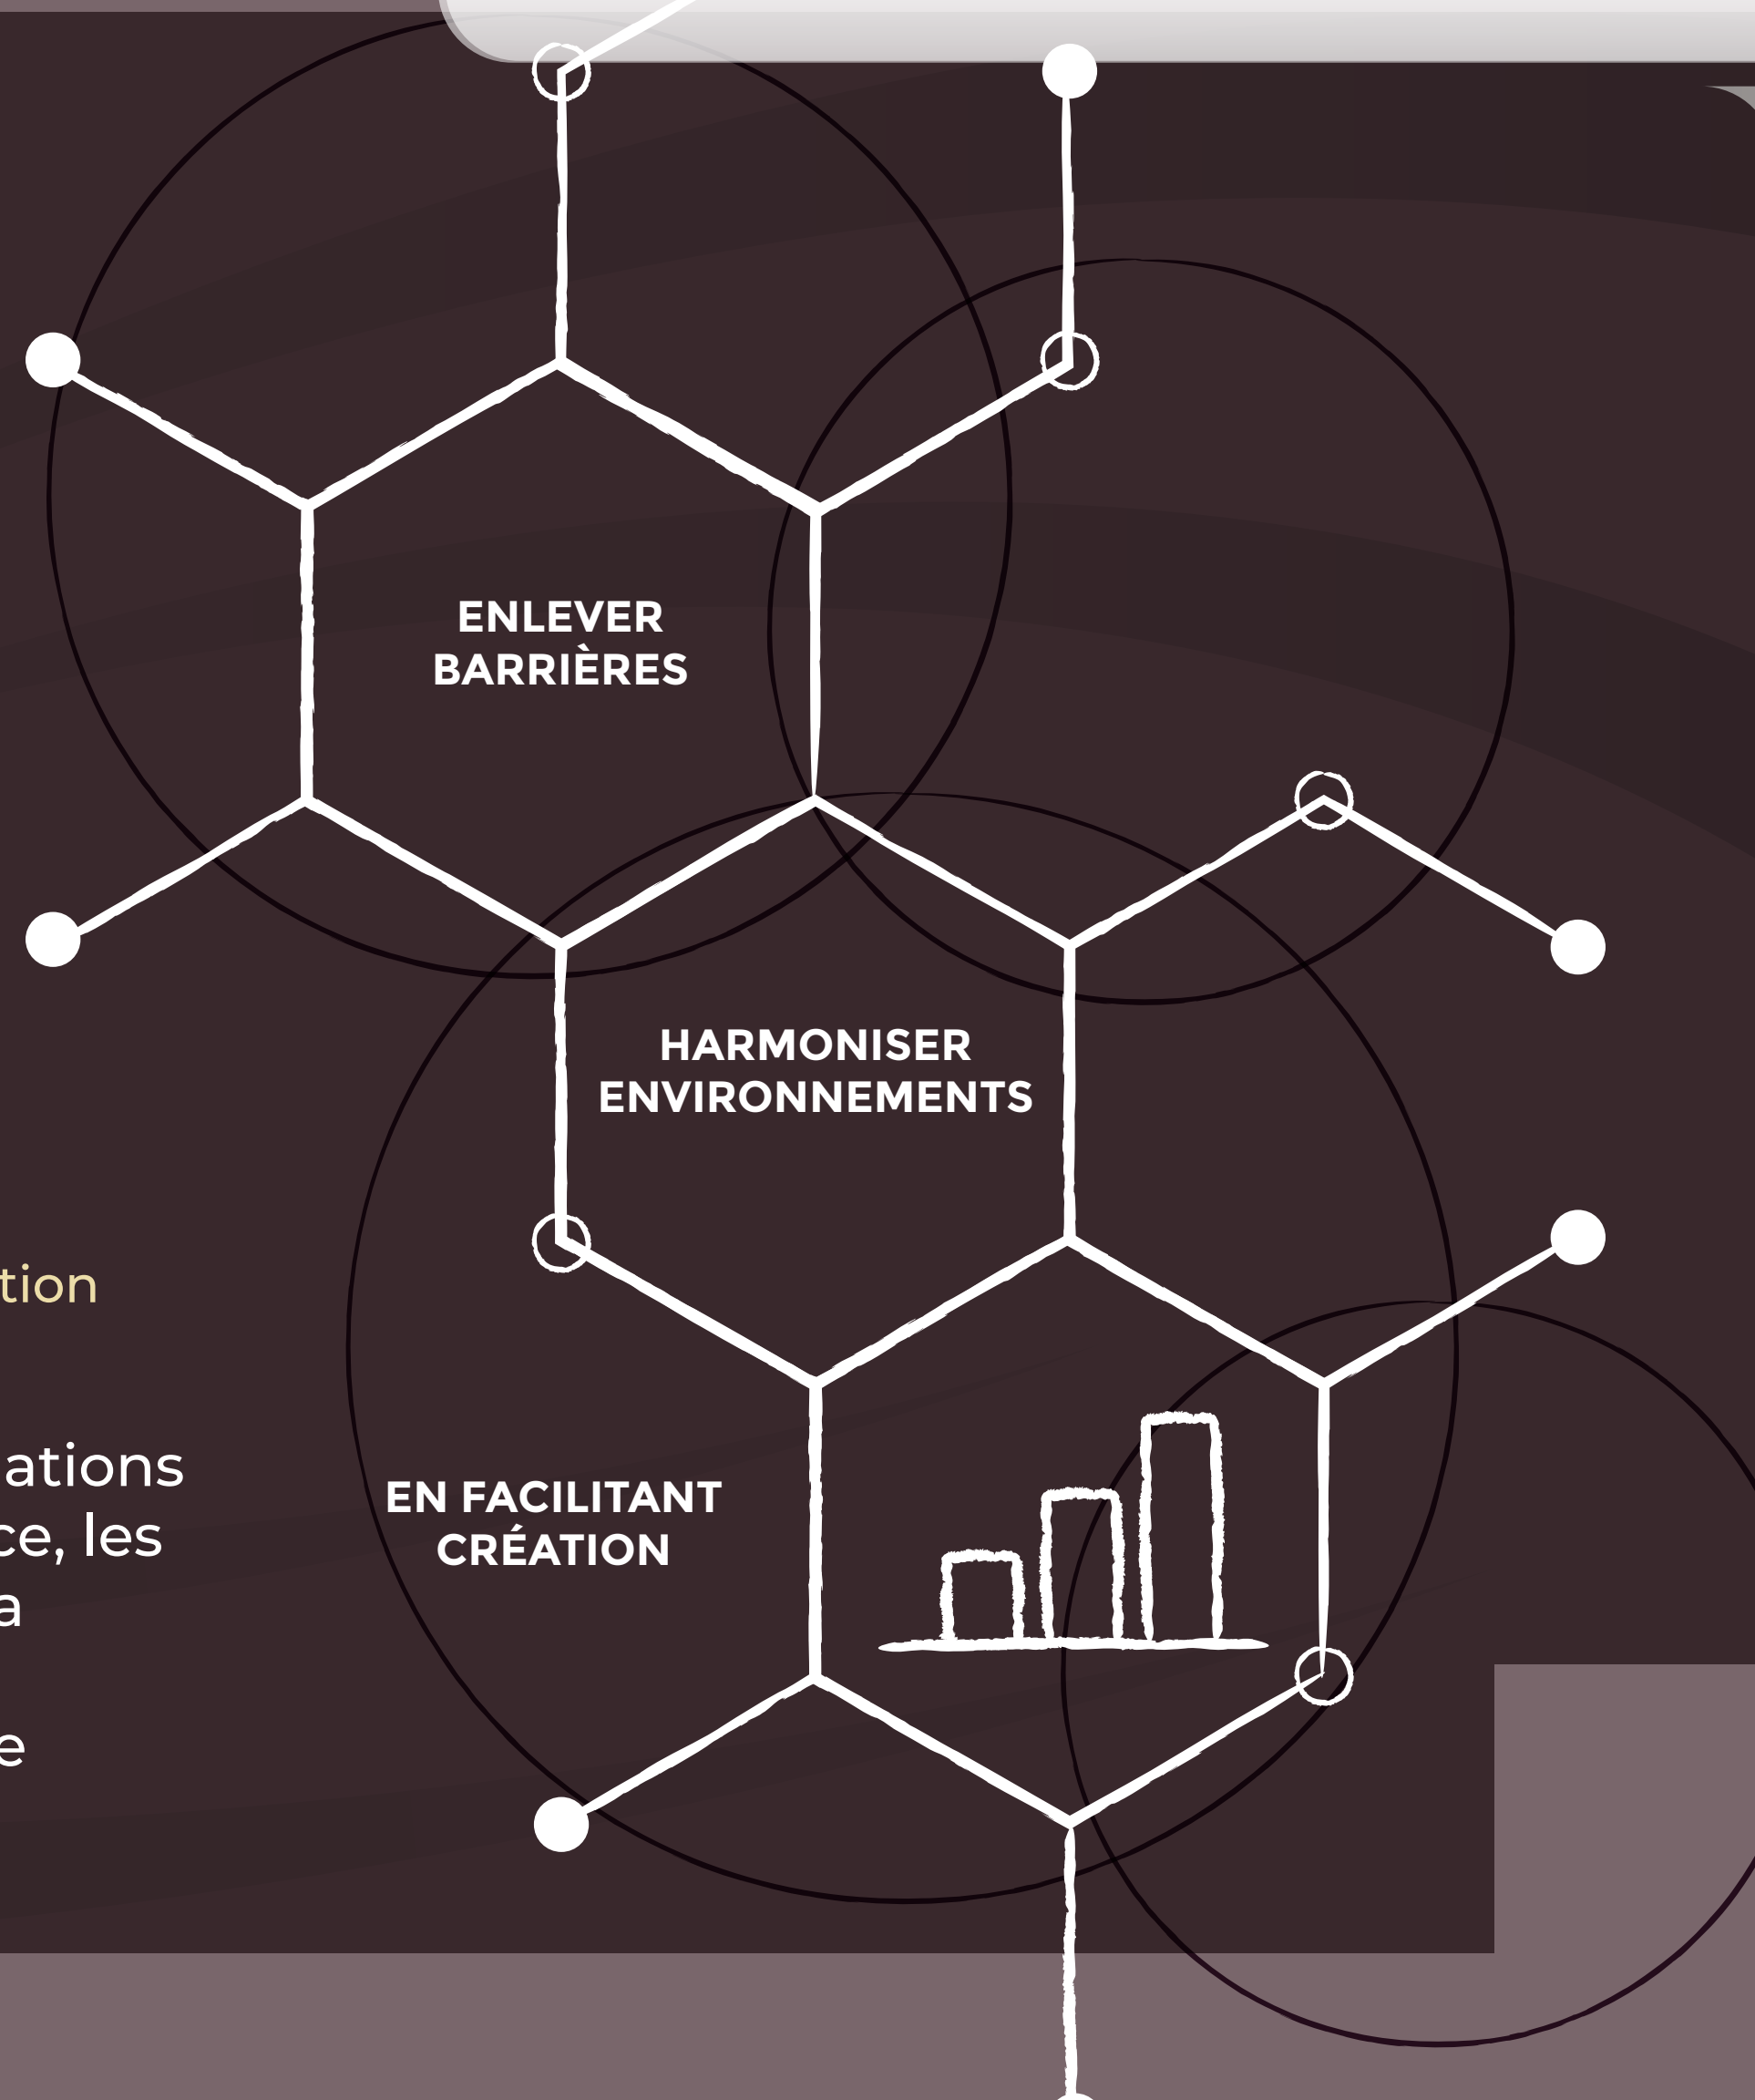 ENLEVER
BARRIÈRES
HARMONISER
ENVIRONNEMENTS
tion
ations
ce, les
a
e
EN FACILITANT
CRÉATION